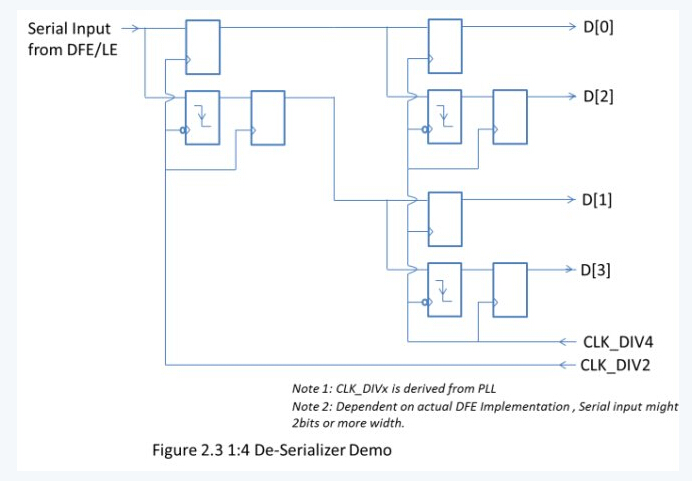 Serial Input
from DFE/LE
D[0]
D[2]
D[1]
D[3]
CLK_DIV4
CLK_DIV2
Note 1: CLK_DIVx is derived from PLL
Note 2: Dependent on actual DFE Implementation , Serial input might
2bits or more width.
Figure 2.3 1:4 De-Serializer Demo